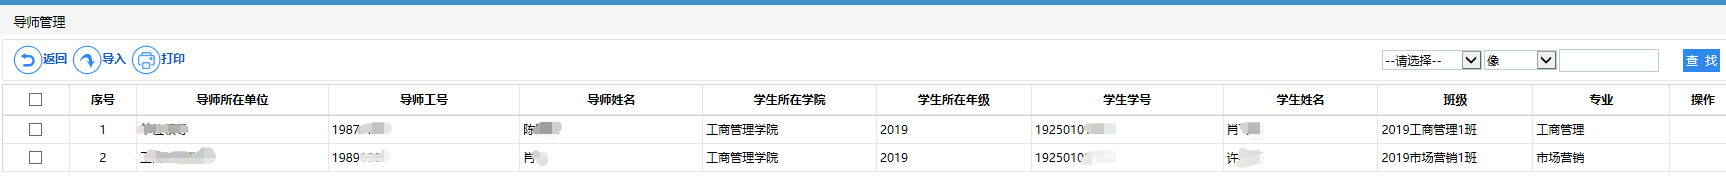 导师管理
返回 导入 打印 --请选择-- 像 查 找
序号 导师所在单位 导师工号 导师姓名 学生所在学院 学生所在年级 学生学号 学生姓名 班级 专业 操作
1 1987 陈 工商管理学院 2019 1925010 肖 2019工商管理1班 工商管理
2 1989 肖 工商管理学院 2019 1925010 许 2019市场营销1班 市场营销